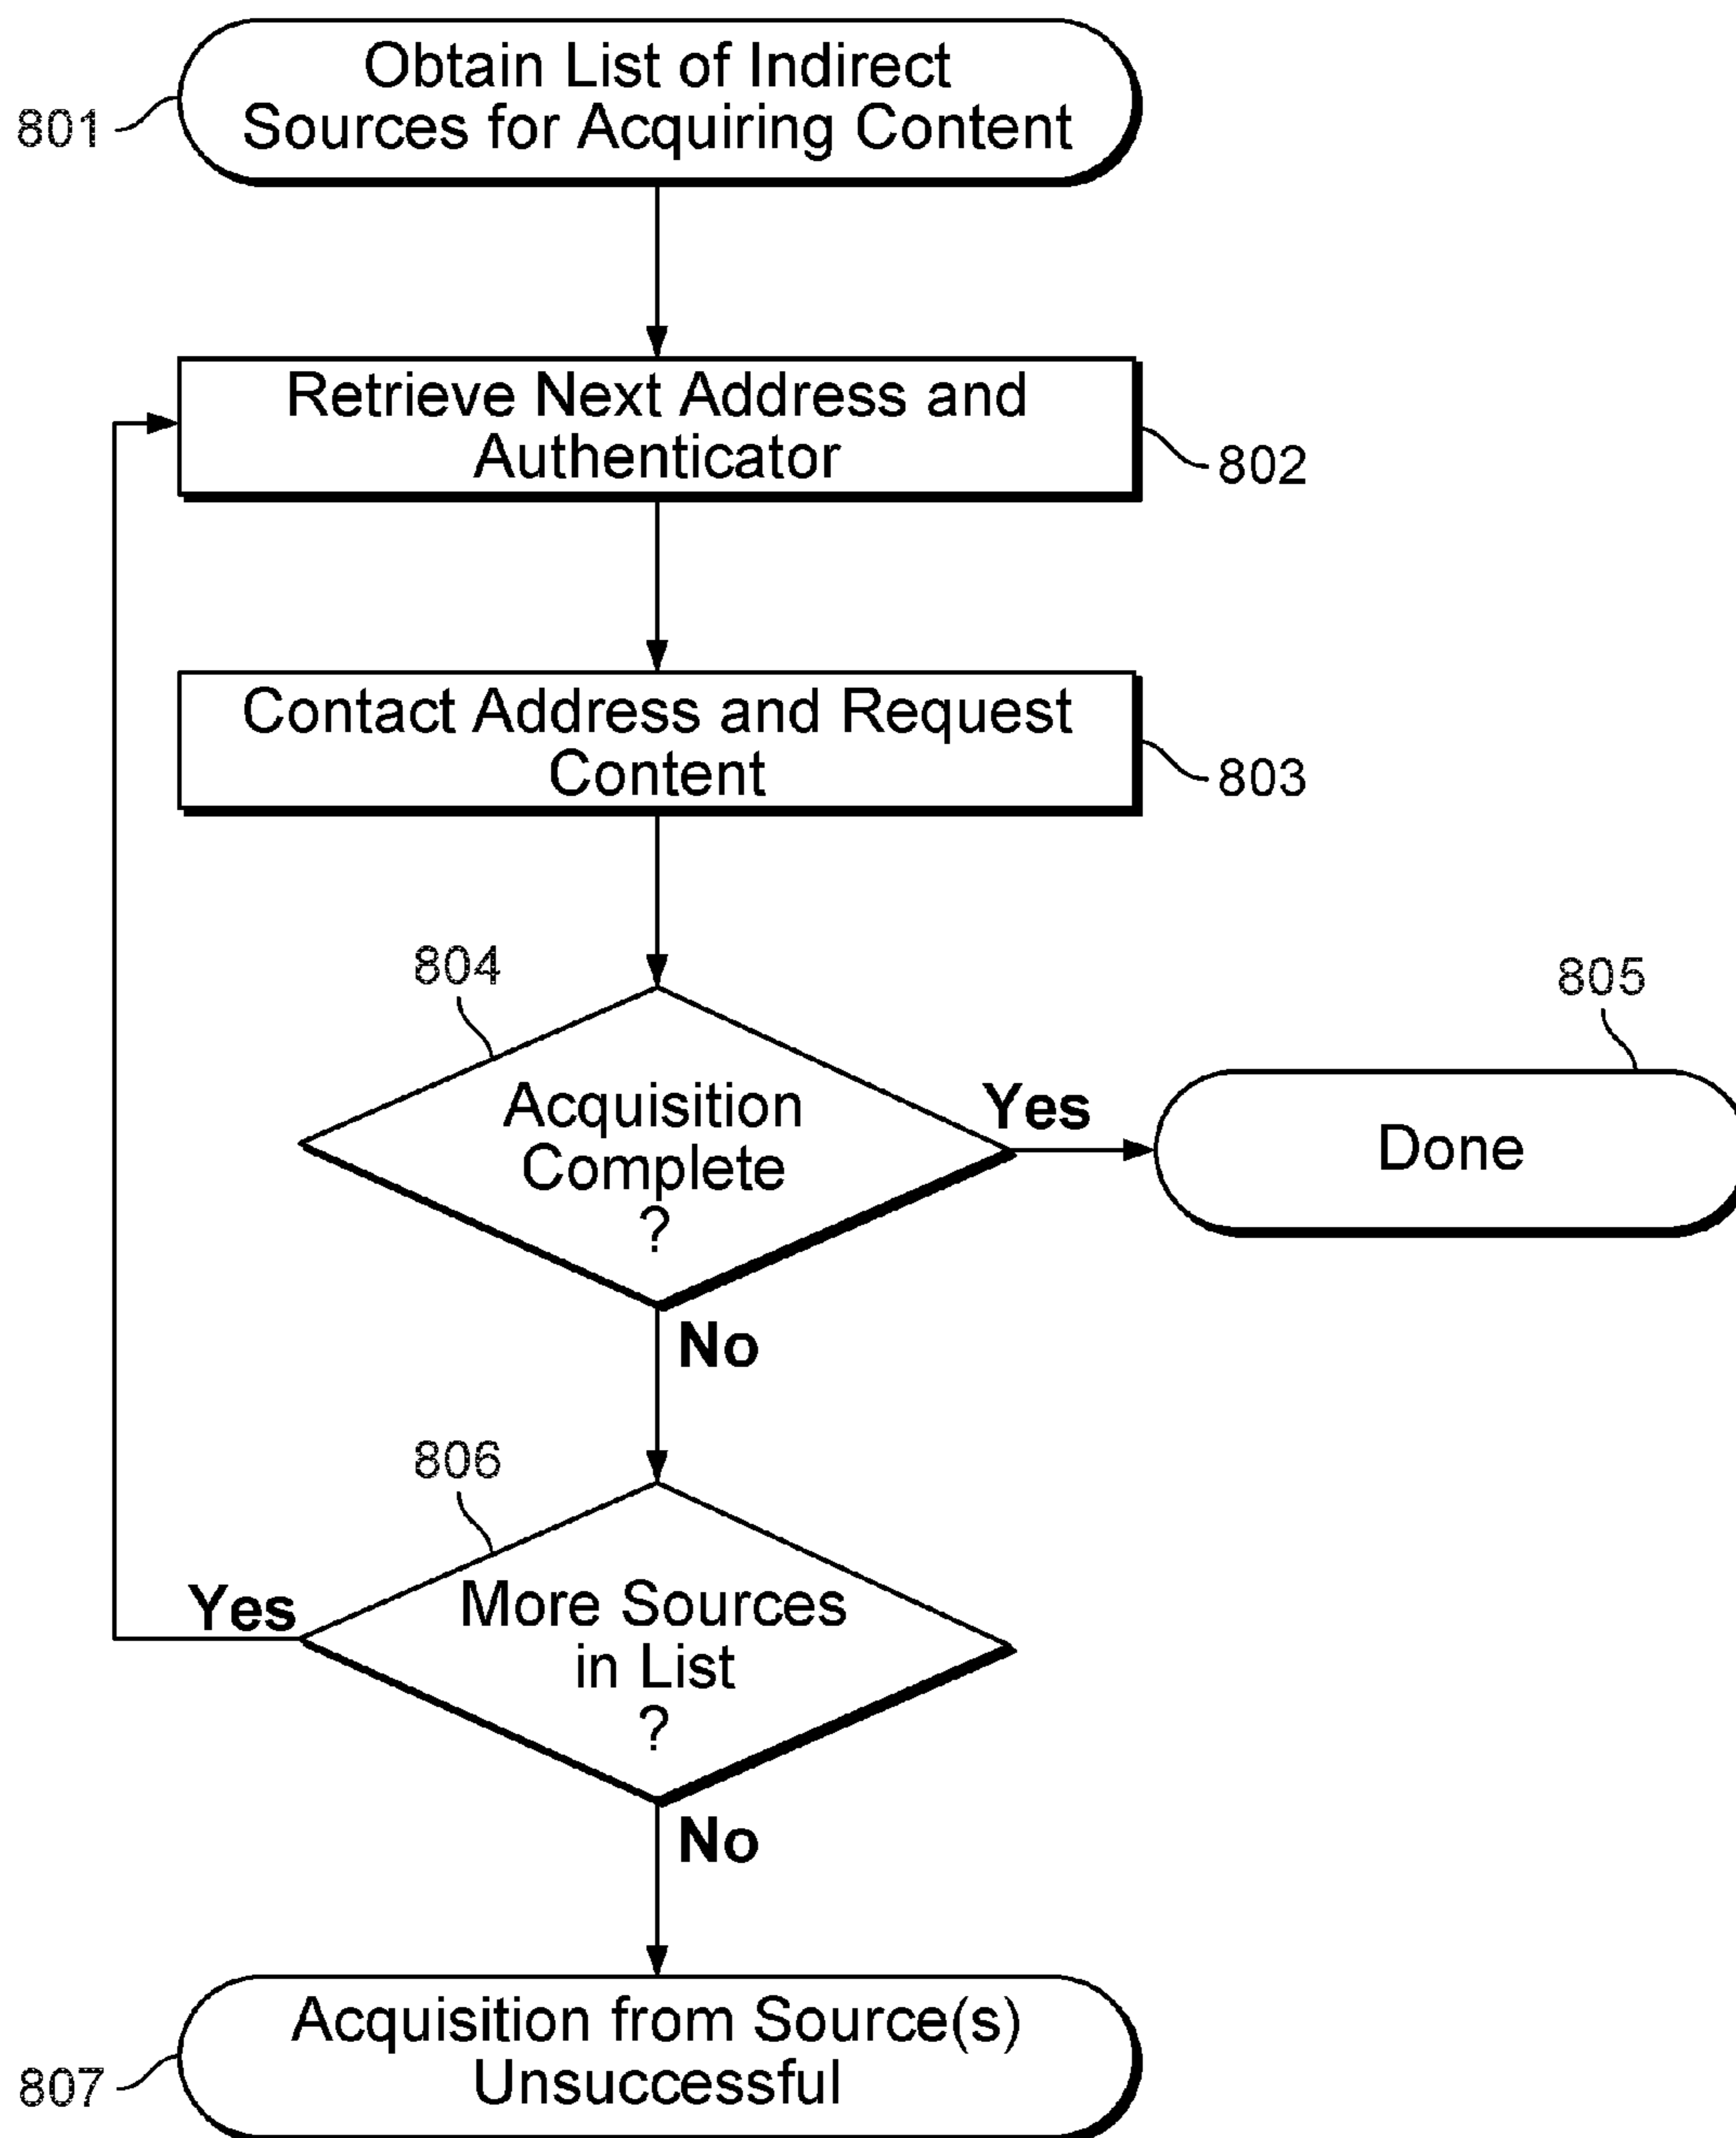 Obtain List of Indirect
Sources for Acquiring Content
801
Retrieve Next Address and
Authenticator
802
Contact Address and Request
Content
803
804
Acquisition
Complete
?
Yes
805
Done
No
806
More Sources
in List
?
Yes
No
Acquisition from Source(s)
Unsuccessful
807